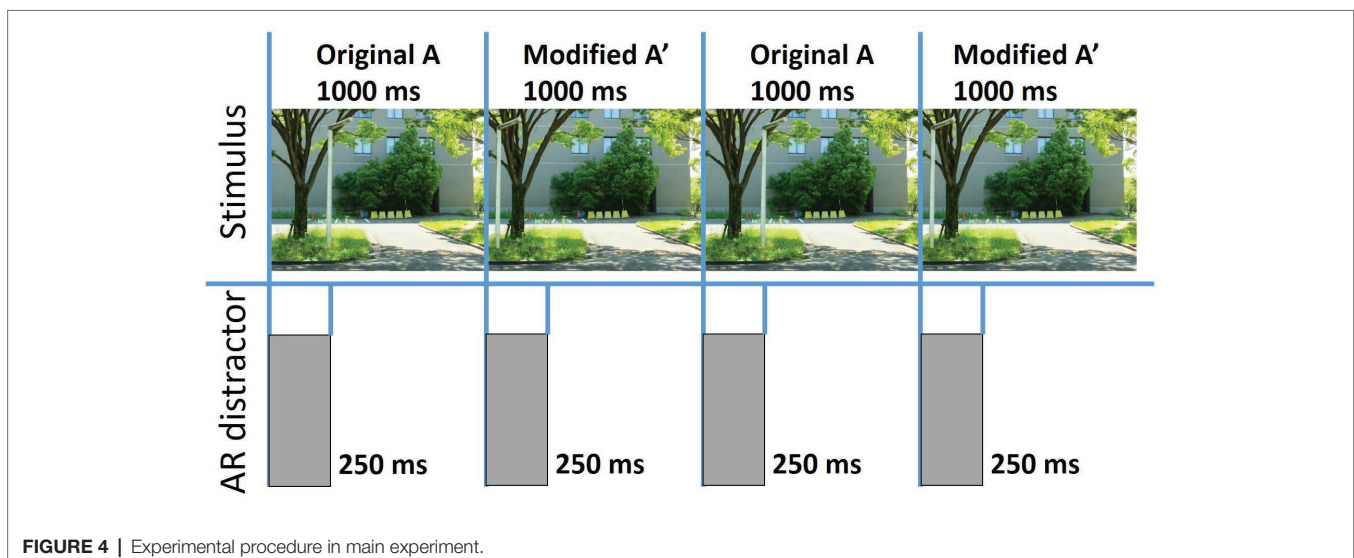 Original A
1000 ms
Modified A'
1000 ms
Original A
1000 ms
Modified A'
1000 ms
Stimulus
AR distractor
250 ms
250 ms
250 ms
250 ms
FIGURE 4 | Experimental procedure in main experiment.